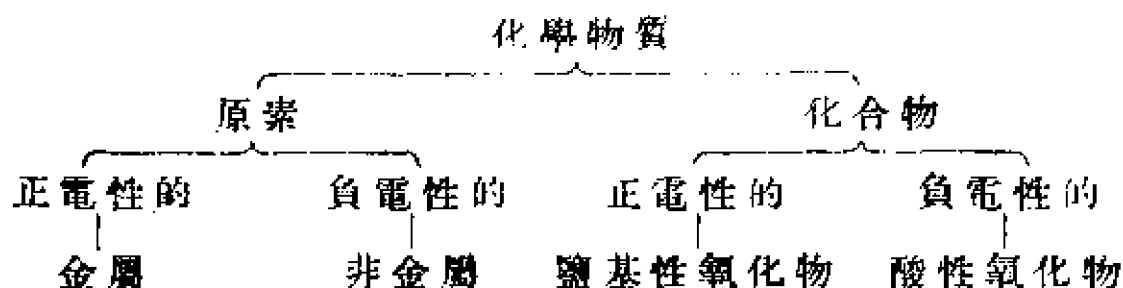 化學物質
原素 化合物
正電性的 負電性的 正電性的 負電性的
金屬 非金屬 鹽基性氧化物 酸性氧化物